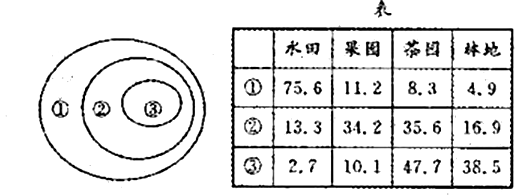 表
水田 果园 茶园 林地
① 75.6 11.2 8.3 4.9
② 13.3 34.2 35.6 16.9
③ 2.7 10.1 47.7 38.5
① ② ③